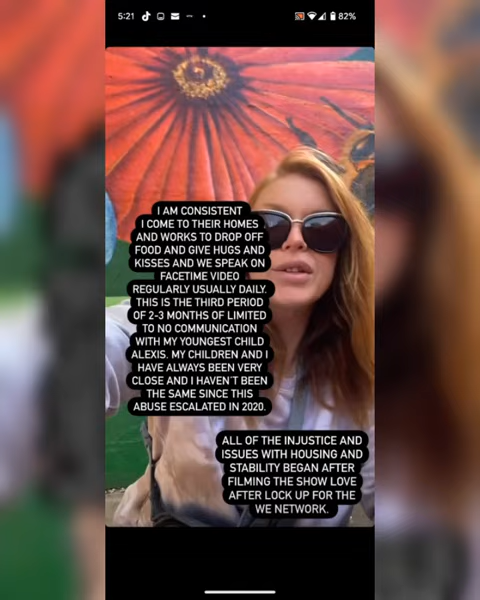 5:21
82%
I AM CONSISTENT
I COME TO THEIR HOMES
AND WORKS TO DROP OFF
FOOD AND GIVE HUGS AND
KISSES AND WE SPEAK ON
FACETIME VIDEO
REGULARLY USUALLY DAILY.
THIS IS THE THIRD PERIOD
OF 2-3 MONTHS OF LIMITED
TO NO COMMUNICATION
WITH MY YOUNGEST CHILD
ALEXIS. MY CHILDREN AND I
HAVE ALWAYS BEEN VERY
CLOSE AND I HAVEN'T BEEN
THE SAME SINCE THIS
ABUSE ESCALATED IN 2020.
ALL OF THE INJUSTICE AND
ISSUES WITH HOUSING AND
STABILITY BEGAN AFTER
FILMING THE SHOW LOVE
AFTER LOCK UP FOR THE
WE NETWORK.